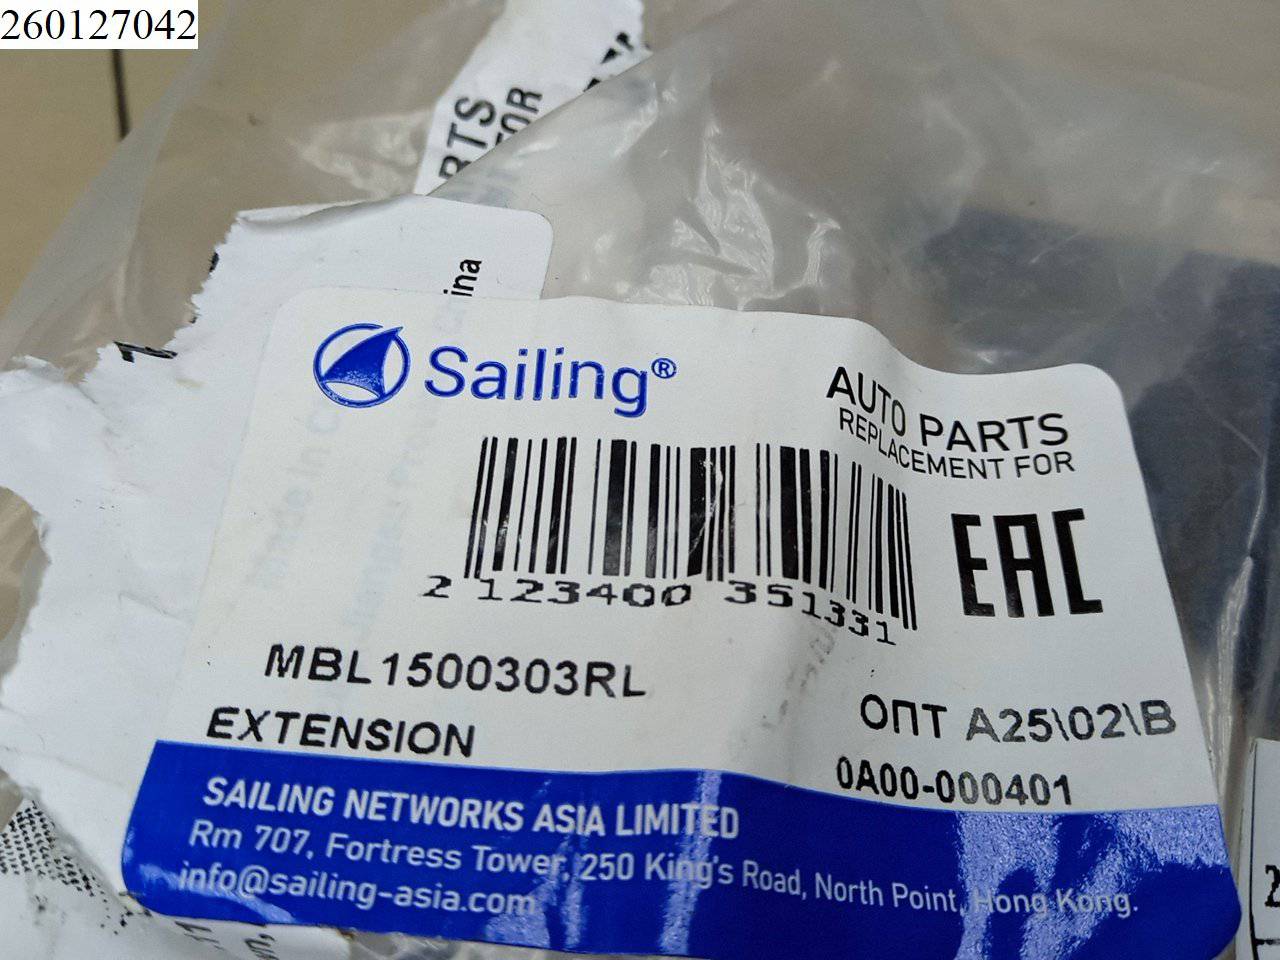 260127042
RTS
FOR
ina
Sailing®
AUTO PARTS
REPLACEMENT FOR
EAC
2 123400 351331
MBL1500303RL
EXTENSION
ОПТ A25\02\B
0A00-000401
SAILING NETWORKS ASIA LIMITED
Rm 707, Fortress Tower, 250 King's Road, North Point, Hong Kong.
info@sailing-asia.com
2